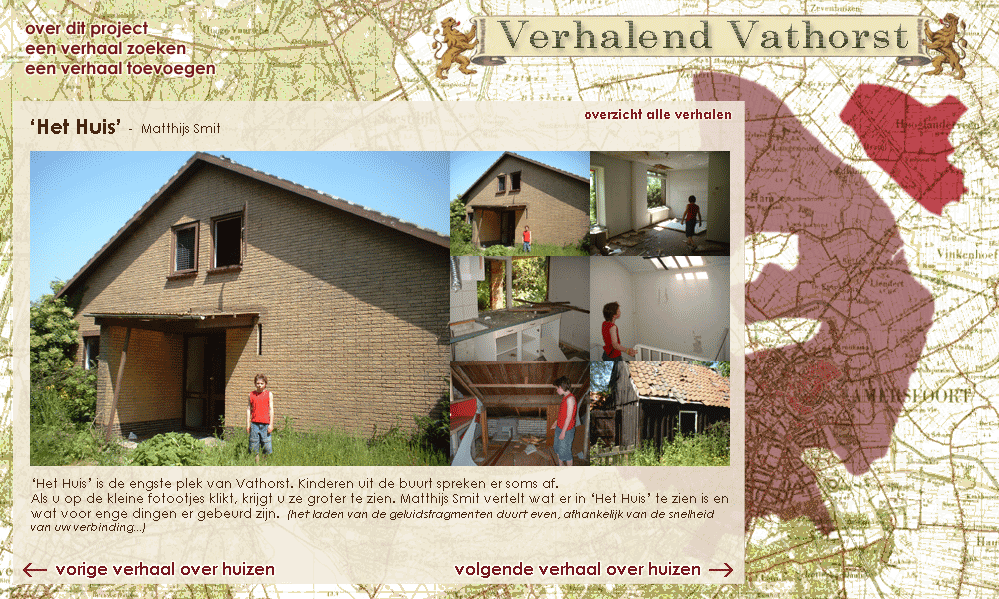 over dit project
een verhaal zoeken
een verhaal toevoegen
Verhalend Vathorst
overzicht alle verhalen
‘Het Huis’ - Matthijs Smit
‘Het Huis’ is de engste plek van Vathorst. Kinderen uit de buurt spreken er soms af.
Als u op de kleine fotootjes klikt, krijgt u ze groter te zien. Matthijs Smit vertelt wat er in ‘Het Huis’ te zien is en
wat voor enge dingen er gebeurd zijn. (het laden van de geluidsfragmenten duurt even, afhankelijk van de snelheid
van uw verbinding...)
← vorige verhaal over huizen
volgende verhaal over huizen →
Zevenhuizen
Hooglanderveen
Ham
Vinkenhoef
Liendert
AMERSFOORT